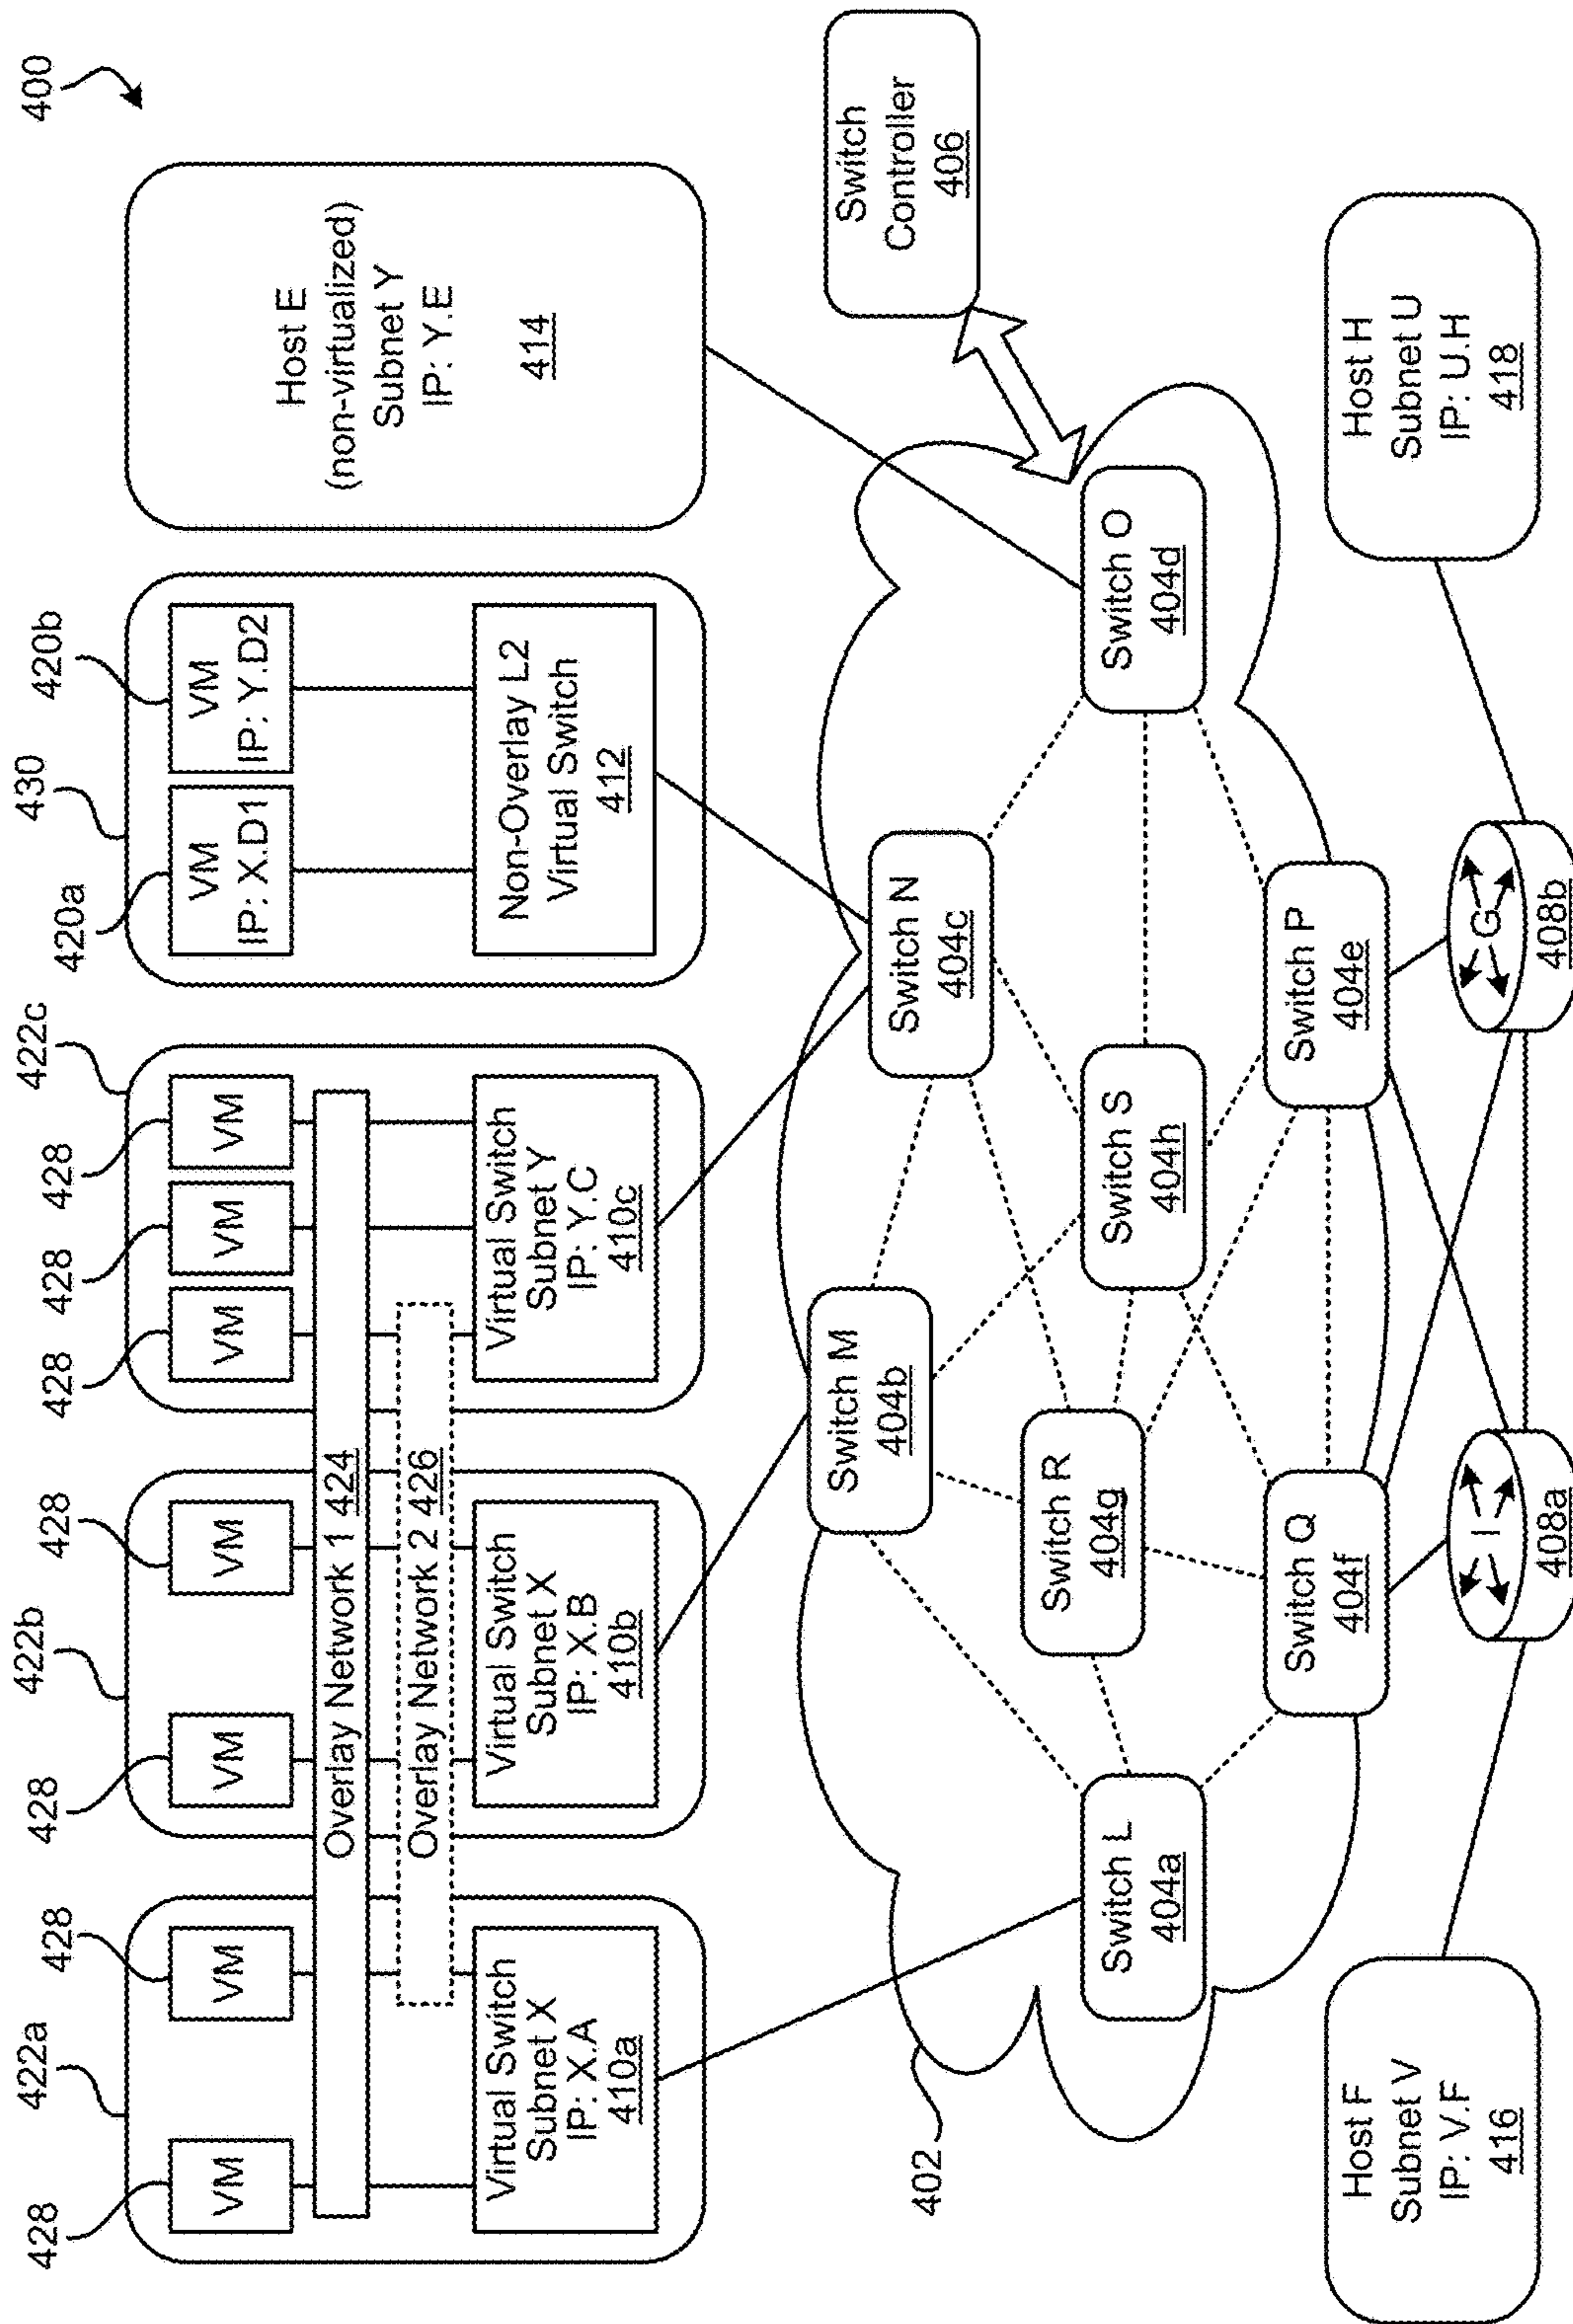 400
422a
422b
422c
430
420a
420b
428
428
428
428
428
428
428
VM
VM
VM
VM
VM
VM
VM
VM
IP: X.D1
VM
IP: Y.D2
Host E
(non-virtualized)
Subnet Y
IP: Y.E
414
Overlay Network 1 424
Overlay Network 2 426
Virtual Switch
Subnet X
IP: X.A
410a
Virtual Switch
Subnet X
IP: X.B
410b
Virtual Switch
Subnet Y
IP: Y.C
410c
Non-Overlay L2
Virtual Switch
412
Switch
Controller
406
402
Switch M
404b
Switch N
404c
Switch R
404g
Switch L
404a
Switch S
404h
Switch O
404d
Switch Q
404f
Switch P
404e
Host F
Subnet V
IP: V.F
416
I
408a
G
408b
Host H
Subnet U
IP: U.H
418